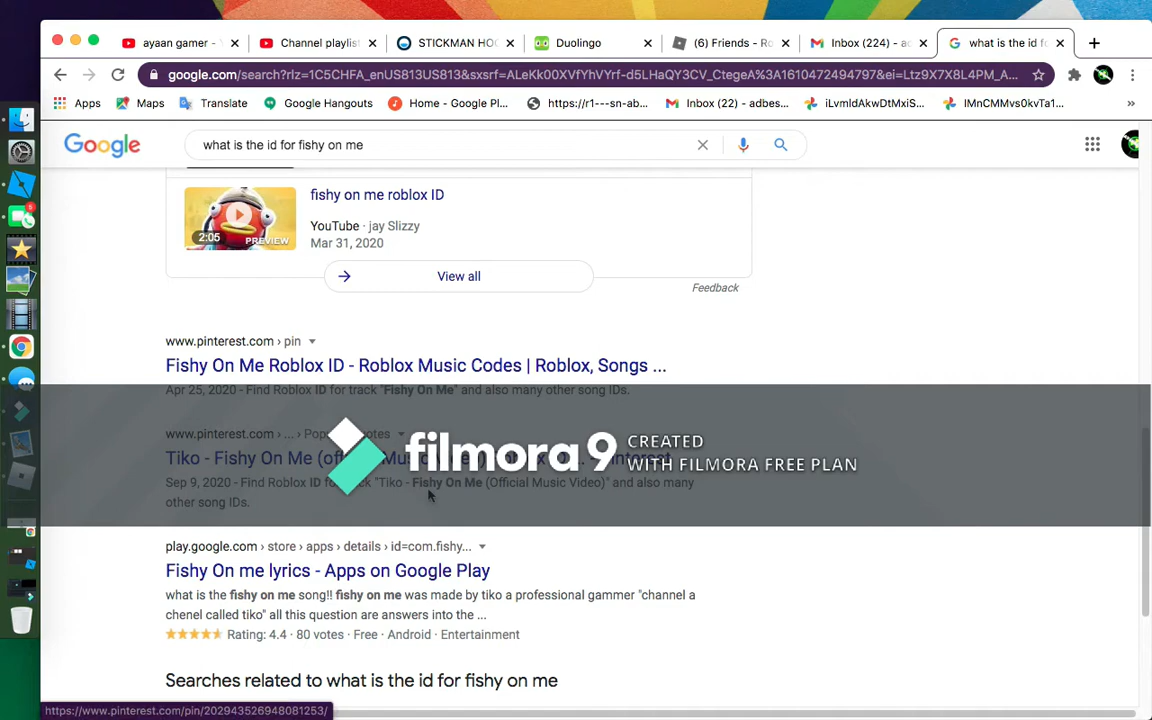 ayaan gamer - Y
Channel playlis
STICKMAN HO
Duolingo
(6) Friends - Ro
Inbox (224) - a
what is the id f
google.com/search?rlz=1C5CHFA_enUS813US813&sxsrf=ALeKk00XVfYhVYrf-d5LHaQY3CV_CtegeA%3A1610472494797&ei=Ltz9X7X8L4PM_A...
Apps
Maps
Translate
Google Hangouts
Home - Google Pl...
https://r1---sn-ab...
Inbox (22) - adbes...
iLvmldAkwDtMxiS...
IMnCMMvs0kvTa1...
Google
what is the id for fishy on me
fishy on me roblox ID
YouTube · jay Slizzy
Mar 31, 2020
2:05
PREVIEW
View all
Feedback
www.pinterest.com › pin
Fishy On Me Roblox ID - Roblox Music Codes | Roblox, Songs ...
Apr 25, 2020 - Find Roblox ID for track "Fishy On Me" and also many other song IDs.
www.pinterest.com › ...
Tiko - Fishy On Me
filmora9
CREATED
WITH FILMORA FREE PLAN
Sep 9, 2020 - Find Roblox ID for track "Tiko - Fishy On Me (Official Music Video)" and also many
other song IDs.
play.google.com › store › apps › details › id=com.fishy...
Fishy On me lyrics - Apps on Google Play
what is the fishy on me song!! fishy on me was made by tiko a professional gammer "channel a
chenel called tiko" all this question are answers into the ...
Rating: 4.4 · 80 votes · Free · Android · Entertainment
Searches related to what is the id for fishy on me
https://www.pinterest.com/pin/202943526948081253/